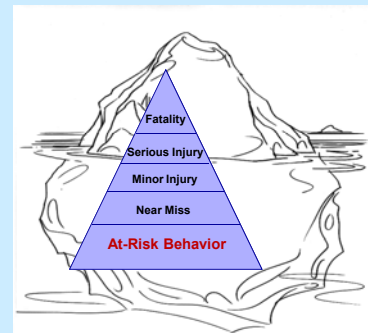 Fatality
Serious Injury
Minor Injury
Near Miss
At-Risk Behavior